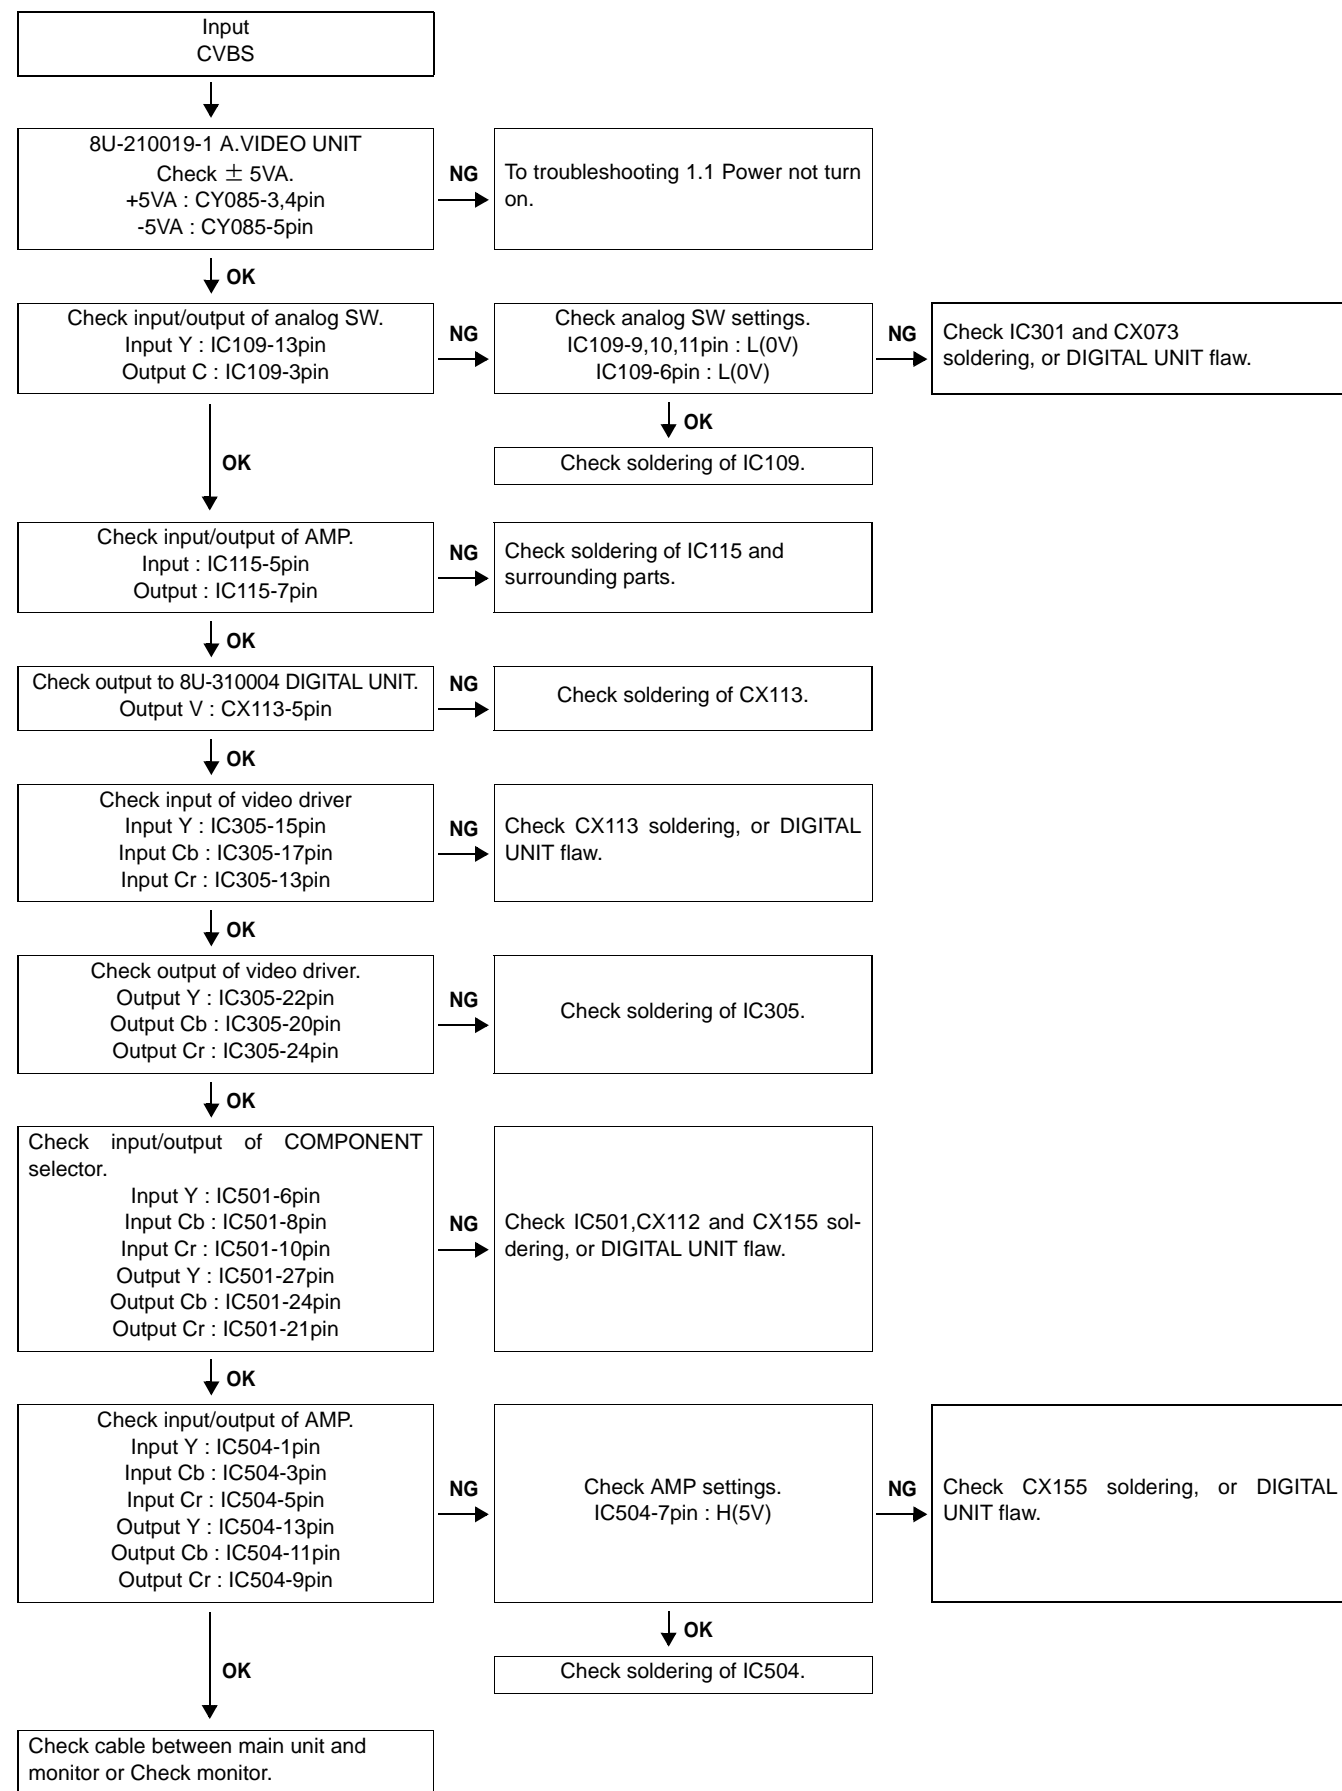 Input
CVBS
8U-210019-1 A.VIDEO UNIT
Check ± 5VA.
+5VA : CY085-3,4pin
-5VA : CY085-5pin
NG
To troubleshooting 1.1 Power not turn
on.
OK
Check input/output of analog SW.
Input Y : IC109-13pin
Output C : IC109-3pin
NG
Check analog SW settings.
IC109-9,10,11pin : L(0V)
IC109-6pin : L(0V)
NG
Check IC301 and CX073
soldering, or DIGITAL UNIT flaw.
OK
Check soldering of IC109.
OK
Check input/output of AMP.
Input : IC115-5pin
Output : IC115-7pin
NG
Check soldering of IC115 and
surrounding parts.
OK
Check output to 8U-310004 DIGITAL UNIT.
Output V : CX113-5pin
NG
Check soldering of CX113.
OK
Check input of video driver
Input Y : IC305-15pin
Input Cb : IC305-17pin
Input Cr : IC305-13pin
NG
Check CX113 soldering, or DIGITAL
UNIT flaw.
OK
Check output of video driver.
Output Y : IC305-22pin
Output Cb : IC305-20pin
Output Cr : IC305-24pin
NG
Check soldering of IC305.
OK
Check input/output of COMPONENT
selector.
Input Y : IC501-6pin
Input Cb : IC501-8pin
Input Cr : IC501-10pin
Output Y : IC501-27pin
Output Cb : IC501-24pin
Output Cr : IC501-21pin
NG
Check IC501,CX112 and CX155 sol-
dering, or DIGITAL UNIT flaw.
OK
Check input/output of AMP.
Input Y : IC504-1pin
Input Cb : IC504-3pin
Input Cr : IC504-5pin
Output Y : IC504-13pin
Output Cb : IC504-11pin
Output Cr : IC504-9pin
NG
Check AMP settings.
IC504-7pin : H(5V)
NG
Check CX155 soldering, or DIGITAL
UNIT flaw.
OK
Check soldering of IC504.
OK
Check cable between main unit and
monitor or Check monitor.